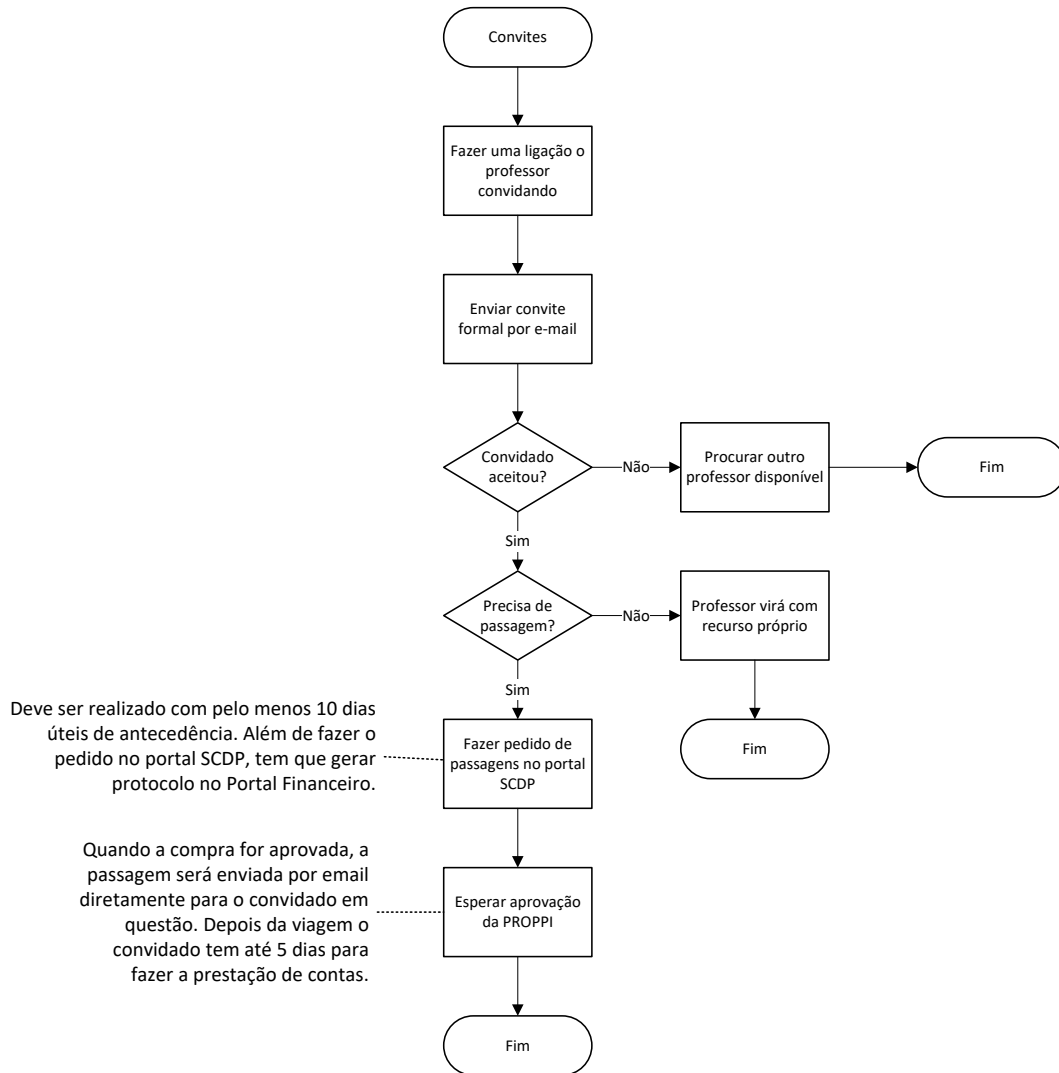 Convites
Fazer uma ligação o
professor
convidando
Enviar convite
formal por e-mail
Convidado
aceitou?
Não
Procurar outro
professor disponível
Fim
Sim
Precisa de
passagem?
Não
Professor virá com
recurso próprio
Sim
Fim
Deve ser realizado com pelo menos 10 dias
úteis de antecedência. Além de fazer o
pedido no portal SCDP, tem que gerar
protocolo no Portal Financeiro.
Fazer pedido de
passagens no portal
SCDP
Quando a compra for aprovada, a
passagem será enviada por email
diretamente para o convidado em
questão. Depois da viagem o
convidado tem até 5 dias para
fazer a prestação de contas.
Esperar aprovação
da PROPPI
Fim